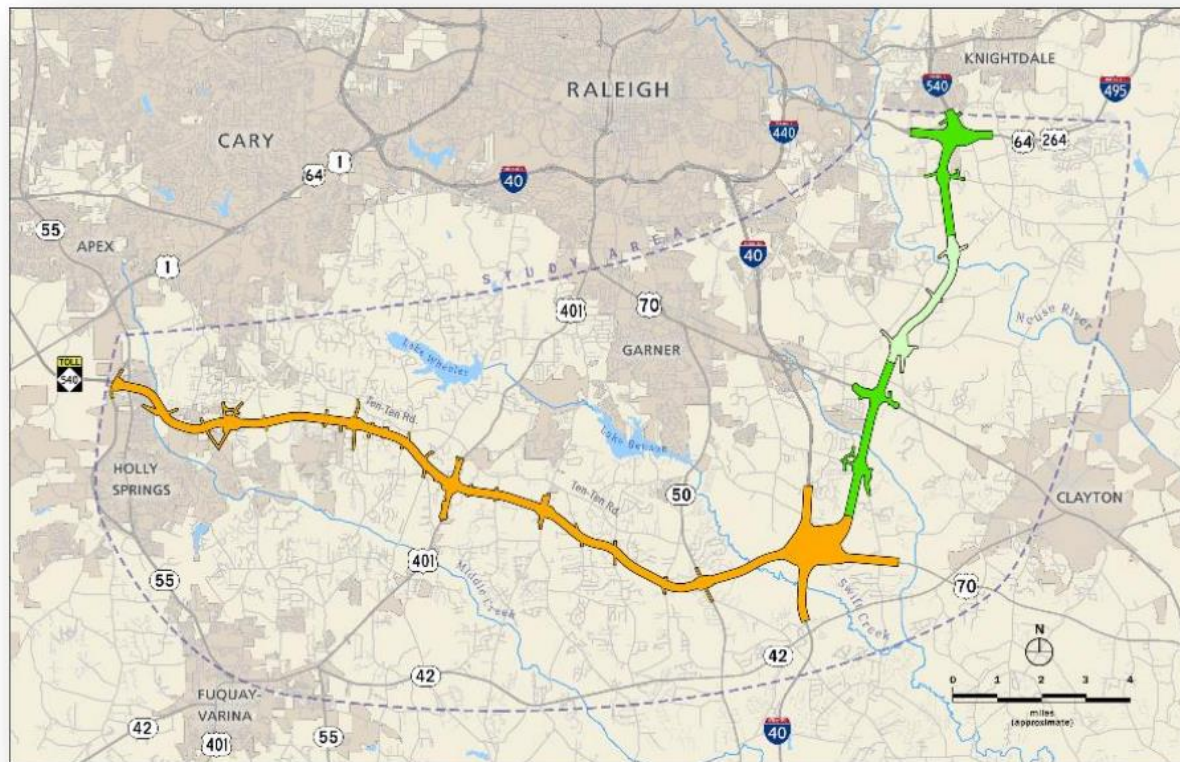 KNIGHTDALE
540
495
RALEIGH
440
CARY
64 1
64 264
40
55
APEX
1
STUDY AREA
40
401
70
Neuse River
GARNER
Lake Wheeler
TOLL
540
Ten-Ten Rd.
Lake Benson
HOLLY
SPRINGS
Ten-Ten Rd.
50
CLAYTON
401
55
Middle Creek
Swift Creek
70
42
N
42
0 1 2 3 4
miles
(approximate)
FUQUAY-
VARINA
42
401
55
40